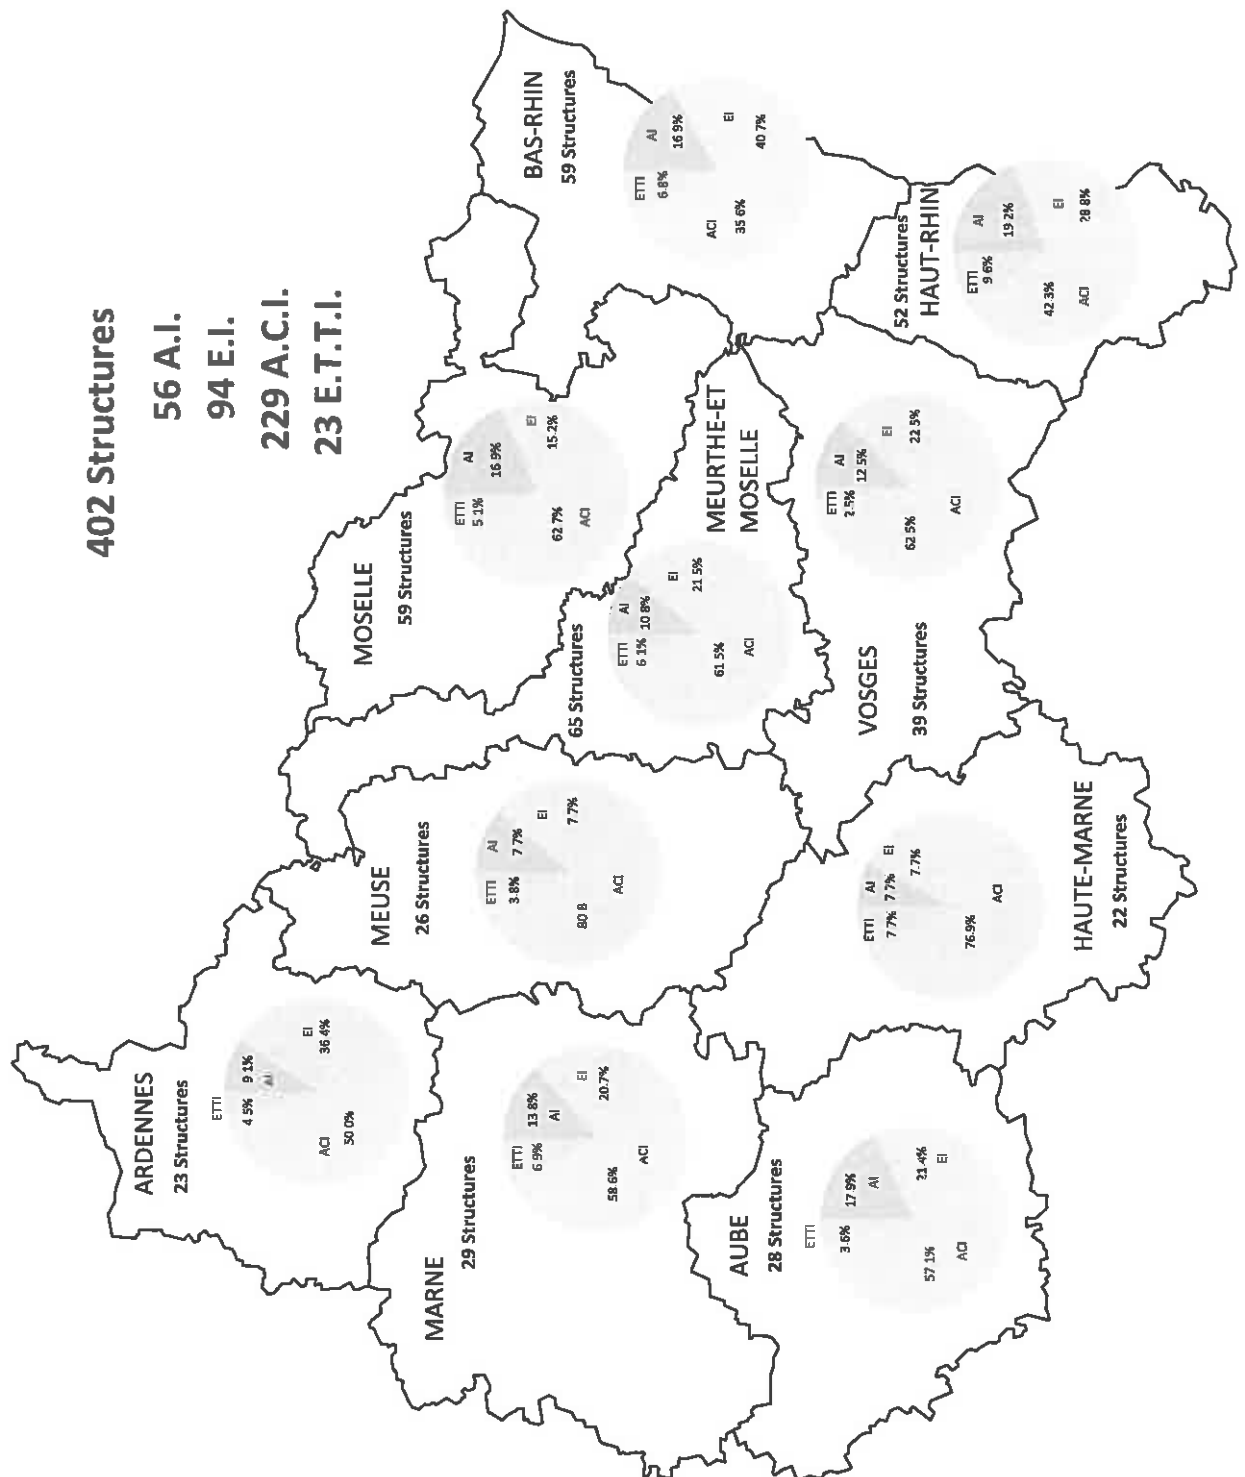 402 Structures
56 A.I.
94 E.I.
229 A.C.I.
23 E.T.T.I.
ARDENNES
23 Structures
ETTI
4 5% 9 1%
AI
EI
36 4%
ACI
50 0%
MARNE
29 Structures
ETTI
6 9%
13 8%
AI
EI
20.7%
58 6%
ACI
AUBE
28 Structures
ETTI
3.6%
17 9%
AI
21.4%
EI
57 1%
ACI
MEUSE
26 Structures
ETTI
3.8%
AI
7 7%
EI
7 7%
80 8
ACI
HAUTE-MARNE
22 Structures
ETTI
7 7%
AI
7 7%
EI
7.7%
76.9%
ACI
MOSELLE
59 Structures
ETTI
5 1%
AI
16 9%
EI
15.2%
62 7%
ACI
MEURTHE-ET
MOSELLE
65 Structures
ETTI
6 1%
AI
10 8%
EI
21 5%
61 5%
ACI
VOSGES
39 Structures
ETTI
2.5%
AI
12 5%
EI
22 5%
62 5%
ACI
BAS-RHIN
59 Structures
ETTI
6.8%
AI
16 9%
EI
40 7%
ACI
35 6%
52 Structures
HAUT-RHIN
ETTI
9 6%
AI
19 2%
EI
28 8%
42 3%
ACI